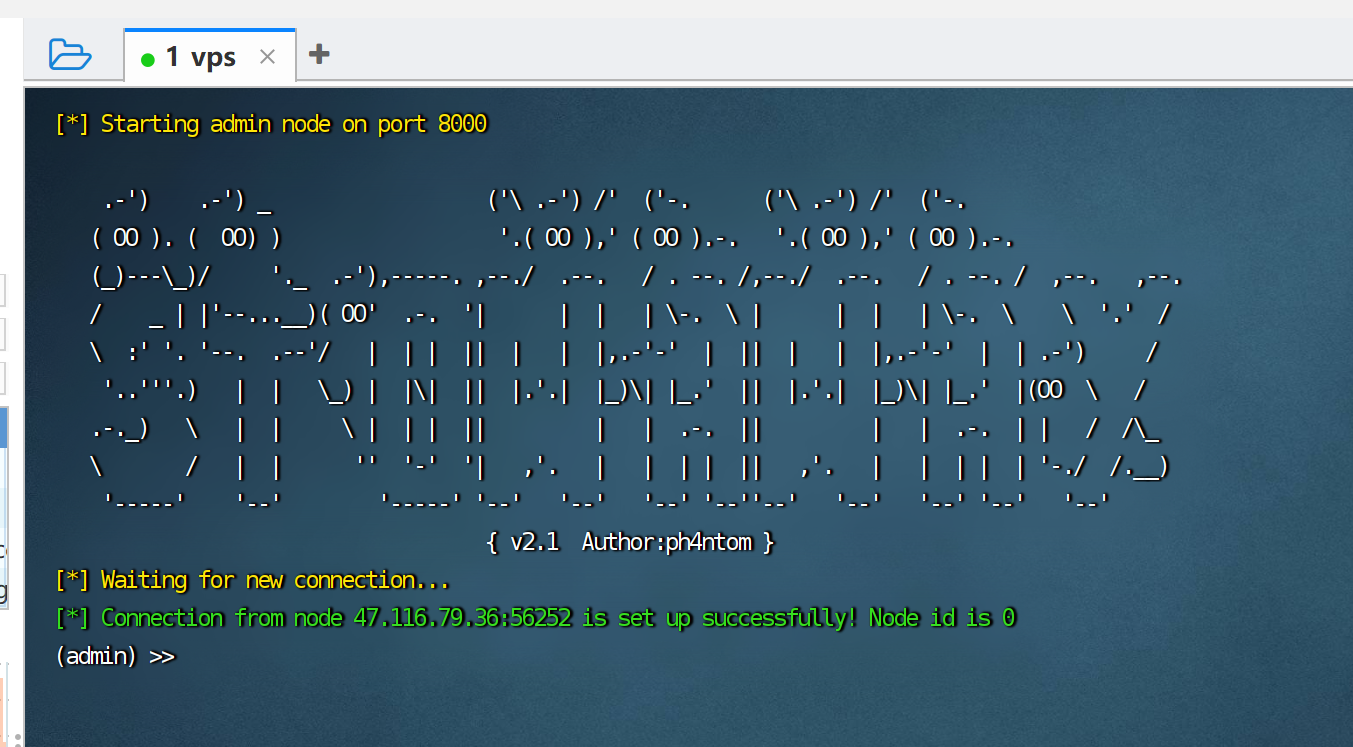 1 vps
[*] Starting admin node on port 8000
    .-')    .-') _                  ('\ .-') /'  ('-.      ('\ .-') /'  ('-.
   ( OO ). (  OO) )                  '.( OO ),' ( OO ).-.   '.( OO ),' ( OO ).-.
   (_)---\_)/     '._  .-'),-----. ,--./  .--.   / . --. /,--./  .--.   / . --. /  ,--.   ,--.
   /    _ | |'--...__)( OO'  .-.  '|      |  |   | \-.  \ |      |  |   | \-.  \    \  '.'  /
   \  :' '. '--.  .--'/   |  | |  ||  |   |  |,.-'-'  |  ||  |   |  |,.-'-'  |  | .-')     /
    '..'''.)   |  |   \_) |  |\|  ||  |.'.|  |_)\| |_.'  ||  |.'.|  |_)\| |_.'  |(OO  \   /
   .-._)   \   |  |     \ |  | |  ||         |   |  .-.  ||         |   |  .-.  | |   /  /\_
   \       /   |  |      ''  '-'  '|   ,'.   |   |  | |  ||   ,'.   |   |  | |  | '-./  /.__)
    '-----'    '--'        '-----' '--'   '--'   '--' '--''--'   '--'   '--' '--'   '--'
{ v2.1  Author:ph4ntom }
[*] Waiting for new connection...
[*] Connection from node 47.116.79.36:56252 is set up successfully! Node id is 0
(admin) >>